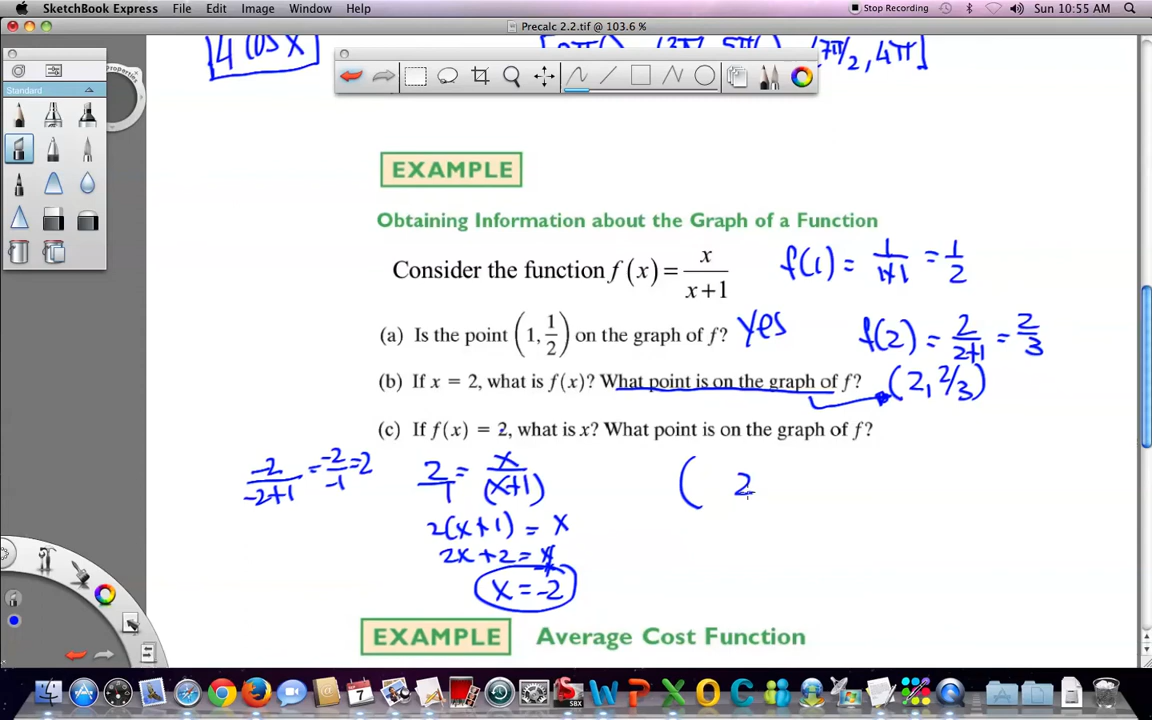 SketchBook Express File Edit Image Window Help Stop Recording Sun 10:55 AM
Precalc 2.2.tif @ 103.6 %
Properties
Standard
4 cos x
7π/2, 4π]
EXAMPLE
Obtaining Information about the Graph of a Function
Consider the function f(x) = x/(x+1)
f(1) = 1/(1+1) = 1/2
(a) Is the point (1, 1/2) on the graph of f? Yes
f(2) = 2/(2+1) = 2/3
(b) If x = 2, what is f(x)? What point is on the graph of f? (2, 2/3)
(c) If f(x) = 2, what is x? What point is on the graph of f?
-2/(-2+1) = -2/-1 = 2
2/1 = x/(x+1)
( 2
2(x+1) = x
2x+2 = x
x = -2
EXAMPLE Average Cost Function